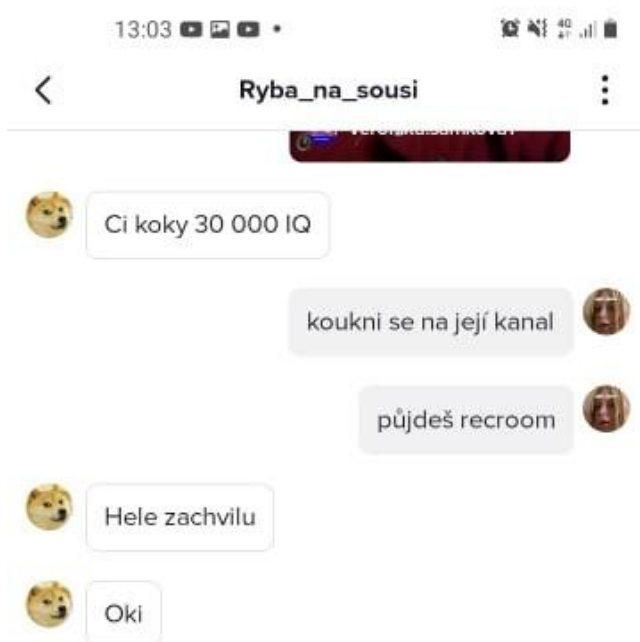 13:03
Ryba_na_sousi
Ci koky 30 000 IQ
koukni se na její kanal
půjdeš recroom
Hele zachvilu
Oki